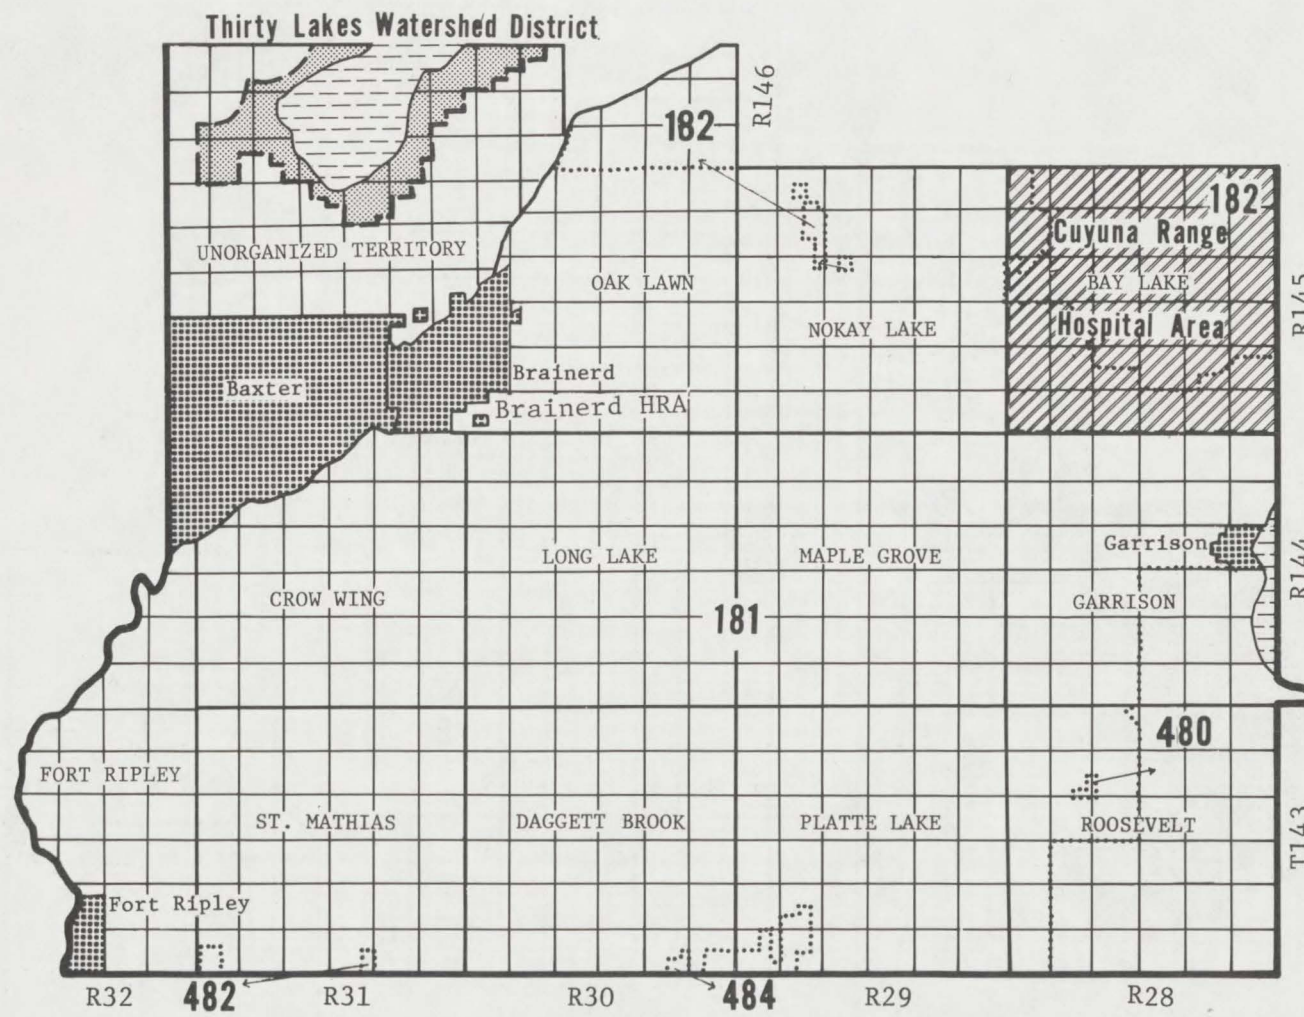 Thirty Lakes Watershed District
R146
182
182
Cuyuna Range
UNORGANIZED TERRITORY
OAK LAWN
BAY LAKE
R145
NOKAY LAKE
Hospital Area
Brainerd
Baxter
Brainerd HRA
Garrison
LONG LAKE
MAPLE GROVE
R144
CROW WING
GARRISON
181
480
FORT RIPLEY
ST. MATHIAS
DAGGETT BROOK
PLATTE LAKE
ROOSEVELT
T143
Fort Ripley
R32
482
R31
R30
484
R29
R28